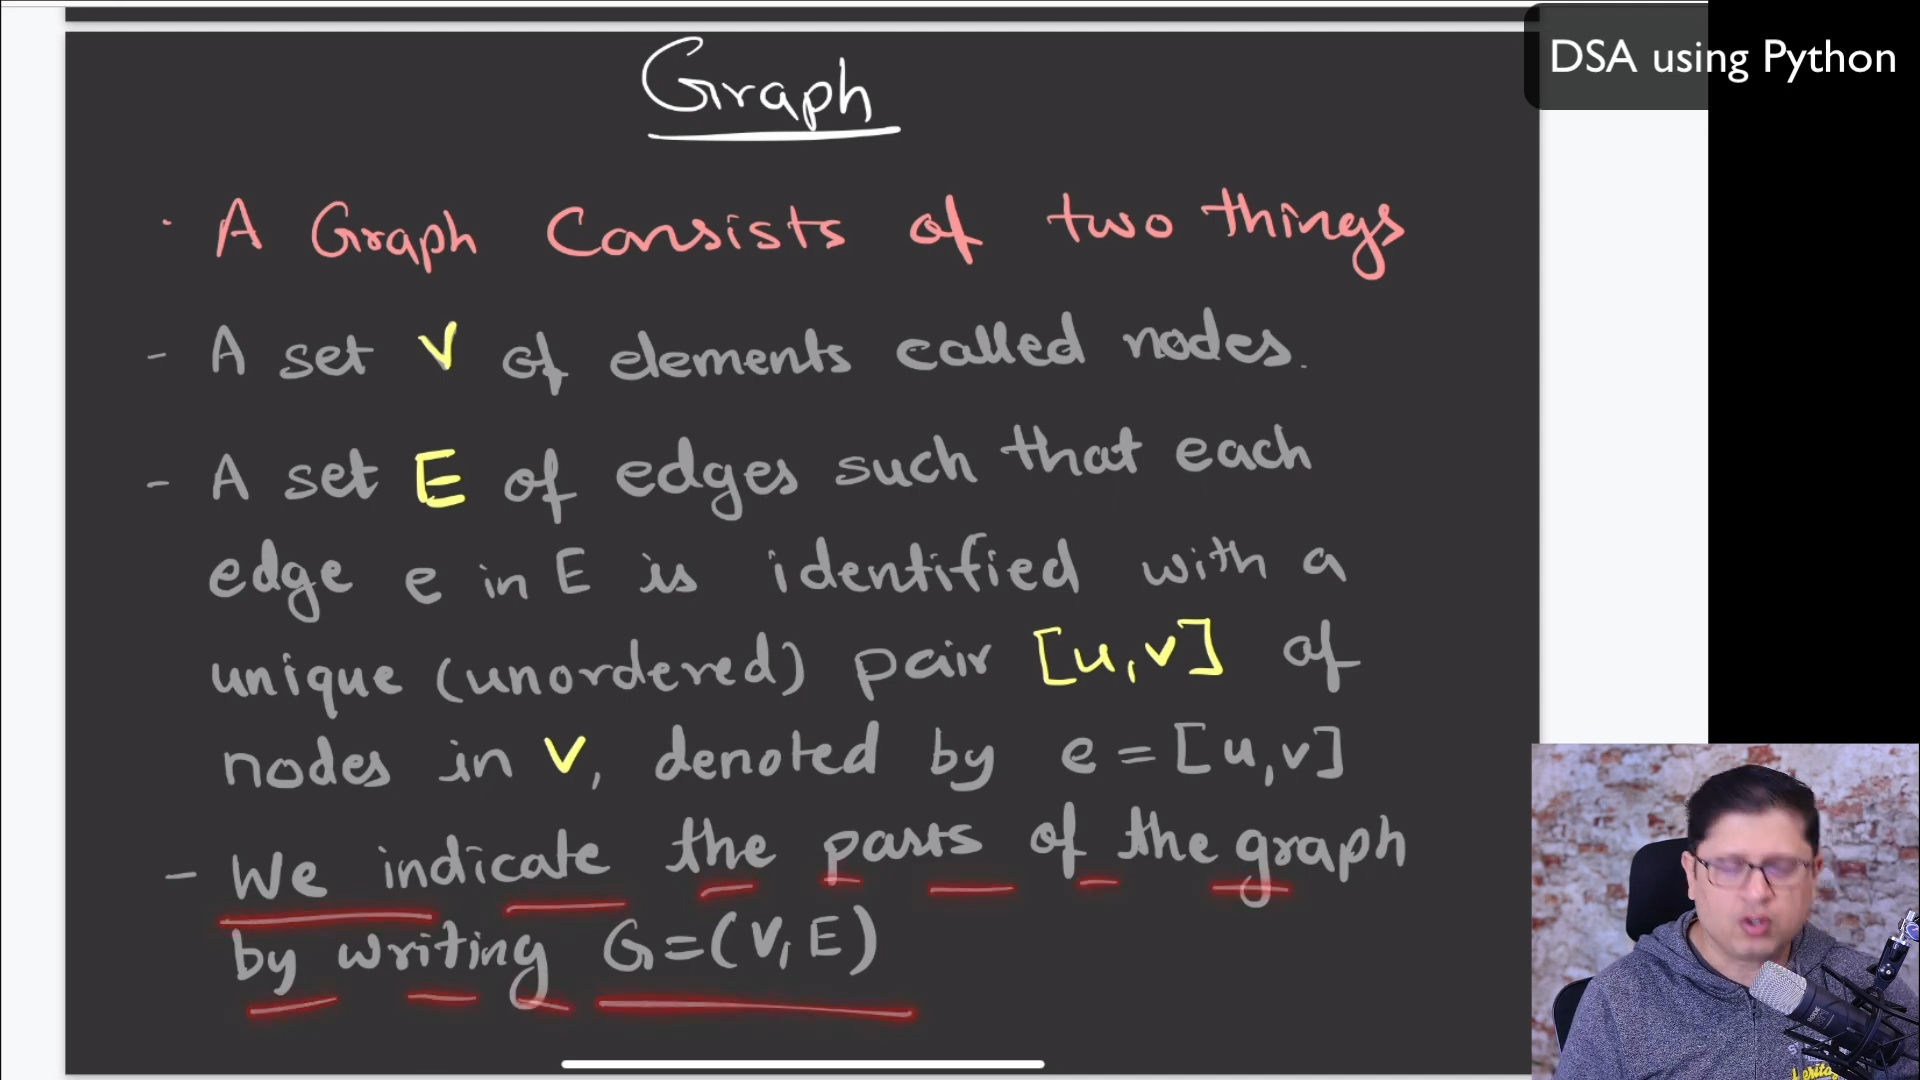 DSA using Python
Graph
· A Graph Consists of two things
- A set V of elements called nodes.
- A set E of edges such that each
edge e in E is identified with a
unique (unordered) pair [u,v] of
nodes in V, denoted by e = [u,v]
- We indicate the parts of the graph
by writing G=(V,E)